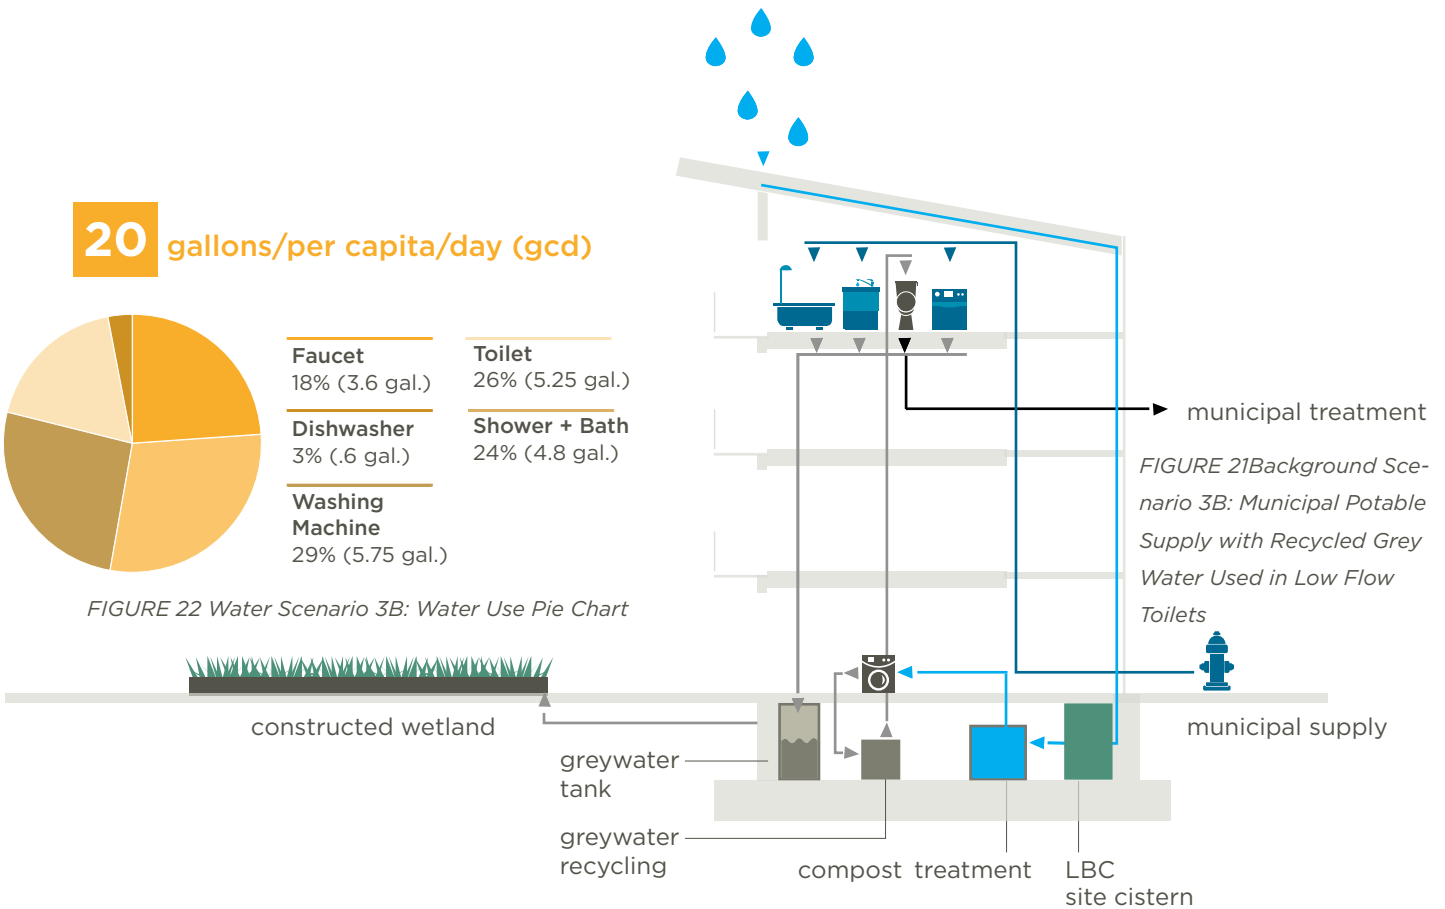 20 gallons/per capita/day (gcd)
Faucet
18% (3.6 gal.)
Toilet
26% (5.25 gal.)
Dishwasher
3% (.6 gal.)
Shower + Bath
24% (4.8 gal.)
Washing
Machine
29% (5.75 gal.)
FIGURE 22 Water Scenario 3B: Water Use Pie Chart
municipal treatment
FIGURE 21Background Sce-
nario 3B: Municipal Potable
Supply with Recycled Grey
Water Used in Low Flow
Toilets
constructed wetland
municipal supply
greywater
tank
greywater
recycling
compost treatment
LBC
site cistern